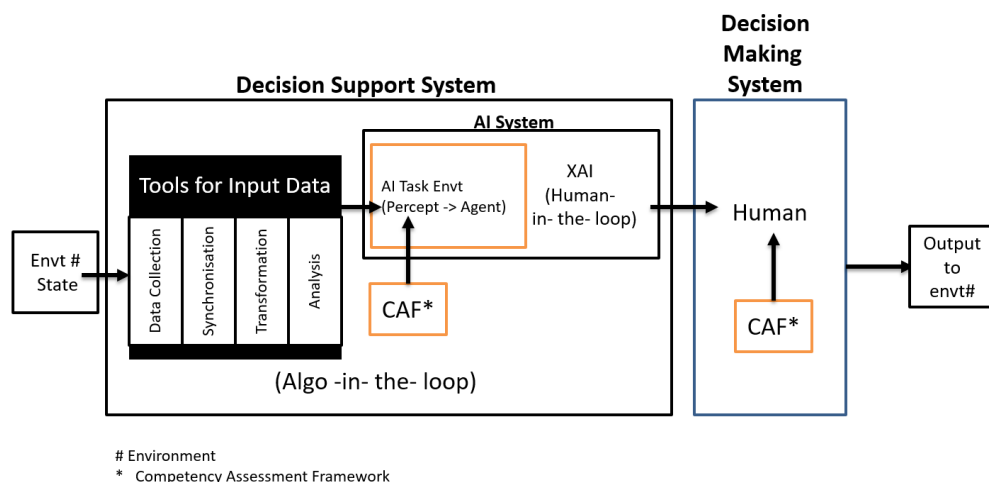 Decision
Making
System
Decision Support System
AI System
Tools for Input Data
AI Task Envt
(Percept -> Agent)
XAI
(Human-
in- the- loop)
Human
Envt #
State
Data Collection
Synchronisation
Transformation
Analysis
CAF*
CAF*
Output
to
envt#
(Algo -in- the- loop)
# Environment
* Competency Assessment Framework